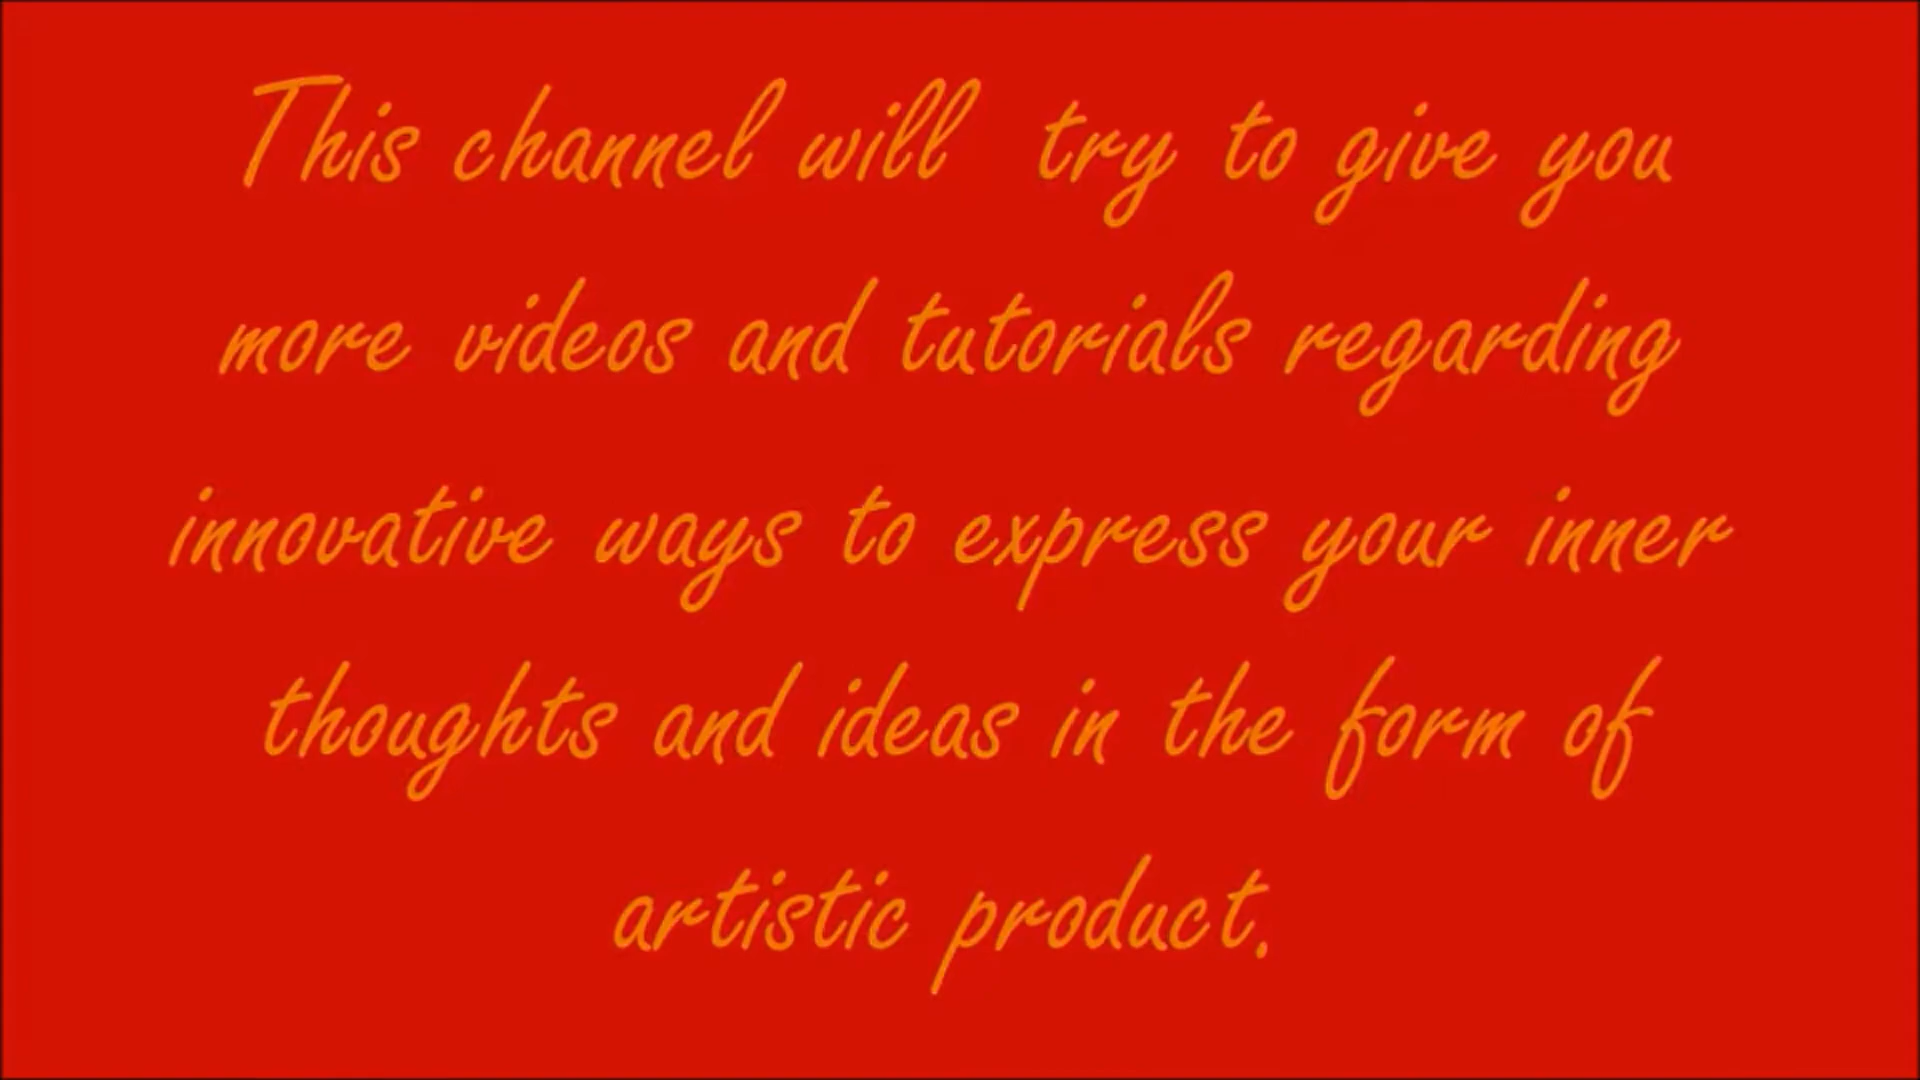 This channel will try to give you
more videos and tutorials regarding
innovative ways to express your inner
thoughts and ideas in the form of
artistic product.